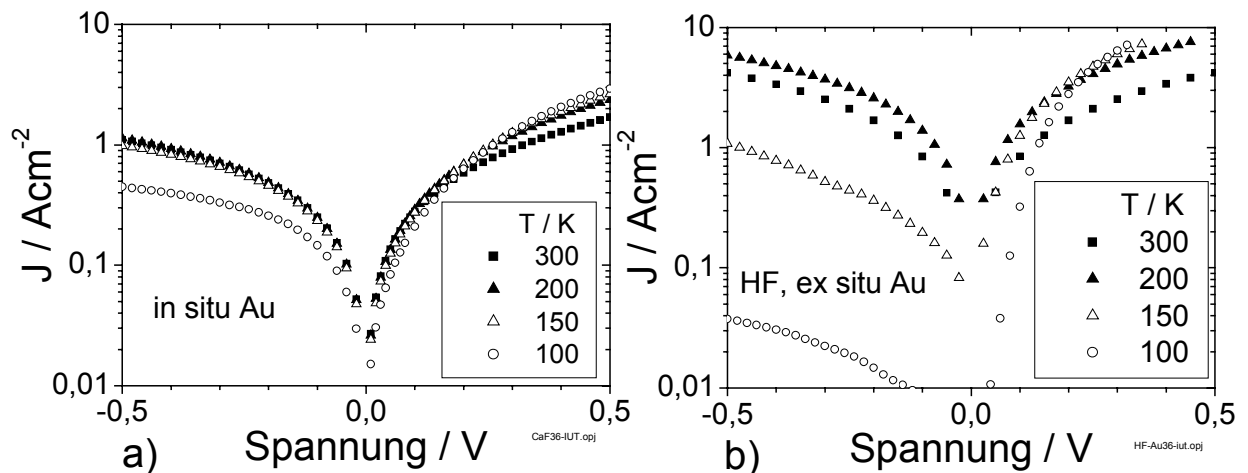 10
1
0,1
0,01
J / Acm⁻²
in situ Au
T / K
300
200
150
100
-0,5
0,0
0,5
Spannung / V
CaF36-IUT.opj
a)
10
1
0,1
0,01
J / Acm⁻²
HF, ex situ Au
T / K
300
200
150
100
-0,5
0,0
0,5
Spannung / V
HF-Au36-iut.opj
b)